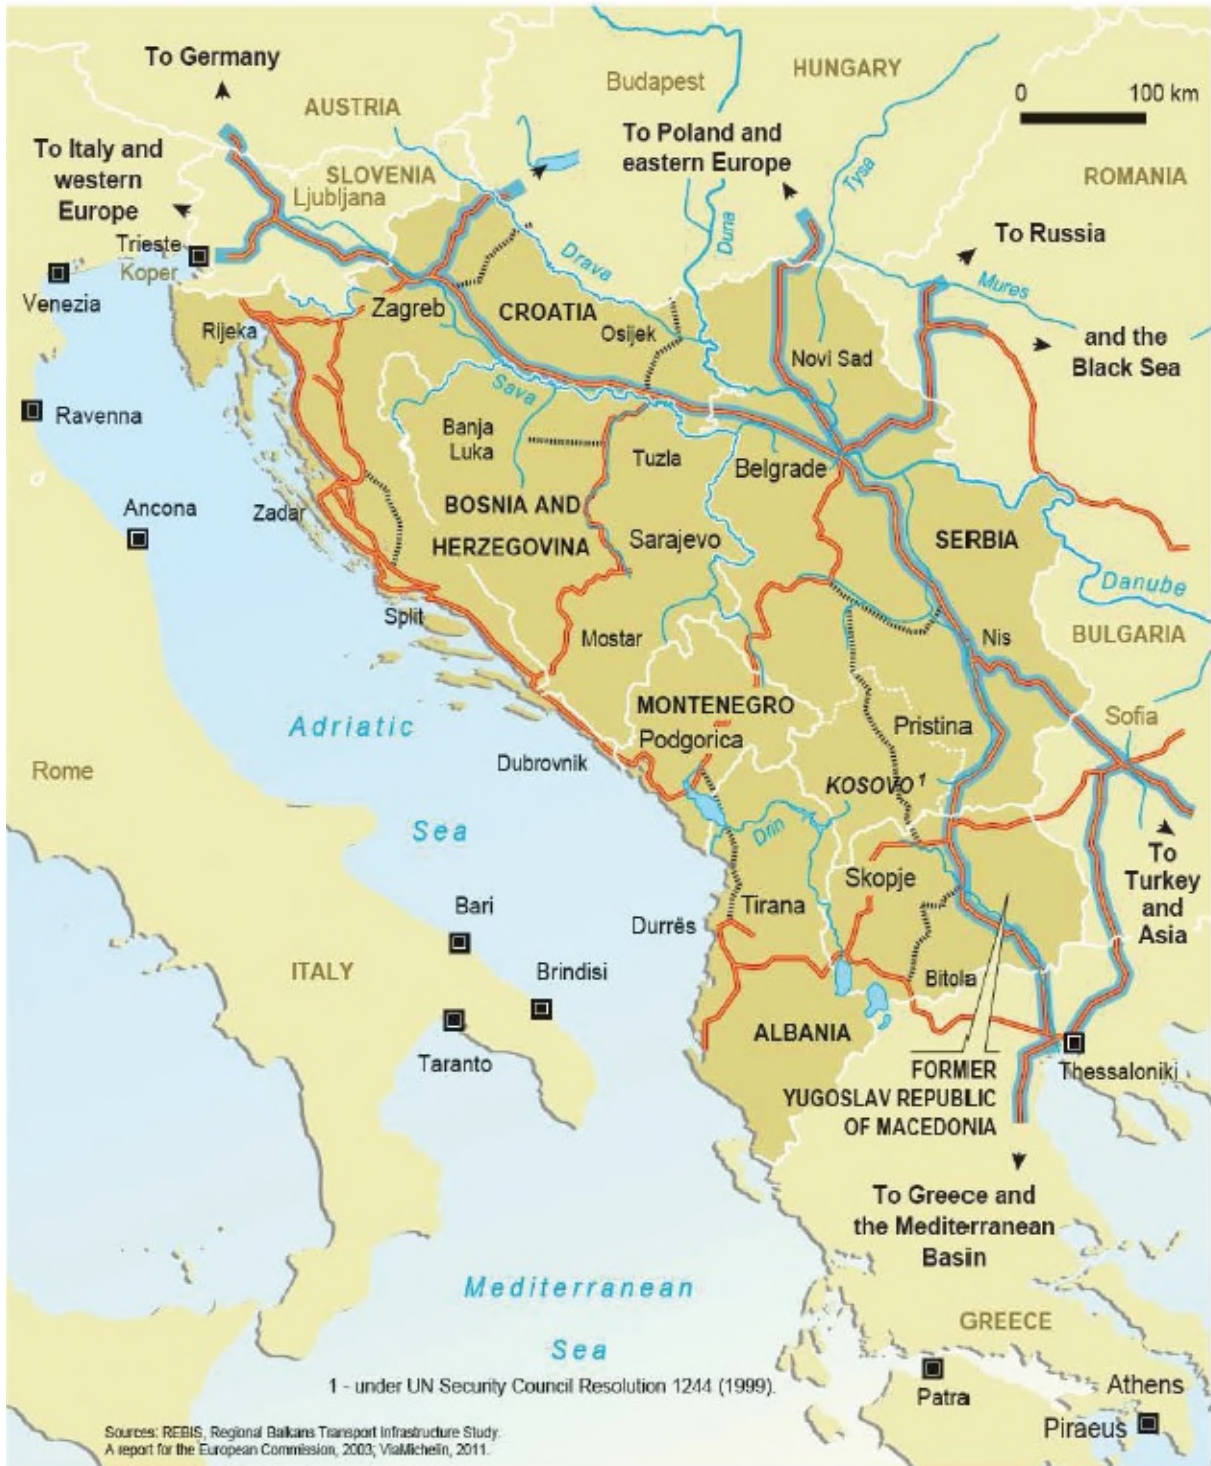 To Germany
AUSTRIA
Budapest
HUNGARY
0 100 km
To Italy and
western
Europe
SLOVENIA
Ljubljana
To Poland and
eastern Europe
Tysa
ROMANIA
Trieste
Koper
Venezia
Duna
Drava
To Russia
Mures
Zagreb
CROATIA
Rijeka
Osijek
Novi Sad
and the
Black Sea
Sava
Ravenna
Banja
Luka
Tuzla
Belgrade
BOSNIA AND
HERZEGOVINA
Ancona
Zadar
Sarajevo
SERBIA
Danube
Split
Mostar
Nis
BULGARIA
MONTENEGRO
Podgorica
Pristina
Sofia
Adriatic
Sea
Rome
Dubrovnik
KOSOVO 1
Drin
To
Turkey
and
Asia
Skopje
Bari
Durrës
Tirana
ITALY
Brindisi
Bitola
Taranto
ALBANIA
FORMER
YUGOSLAV REPUBLIC
OF MACEDONIA
Thessaloniki
To Greece and
the Mediterranean
Basin
Mediterranean
Sea
GREECE
1 - under UN Security Council Resolution 1244 (1999).
Patra
Athens
Piraeus
Sources: REBIS, Regional Balkans Transport Infrastructure Study.
A report for the European Commission, 2003; ViaMichelin, 2011.